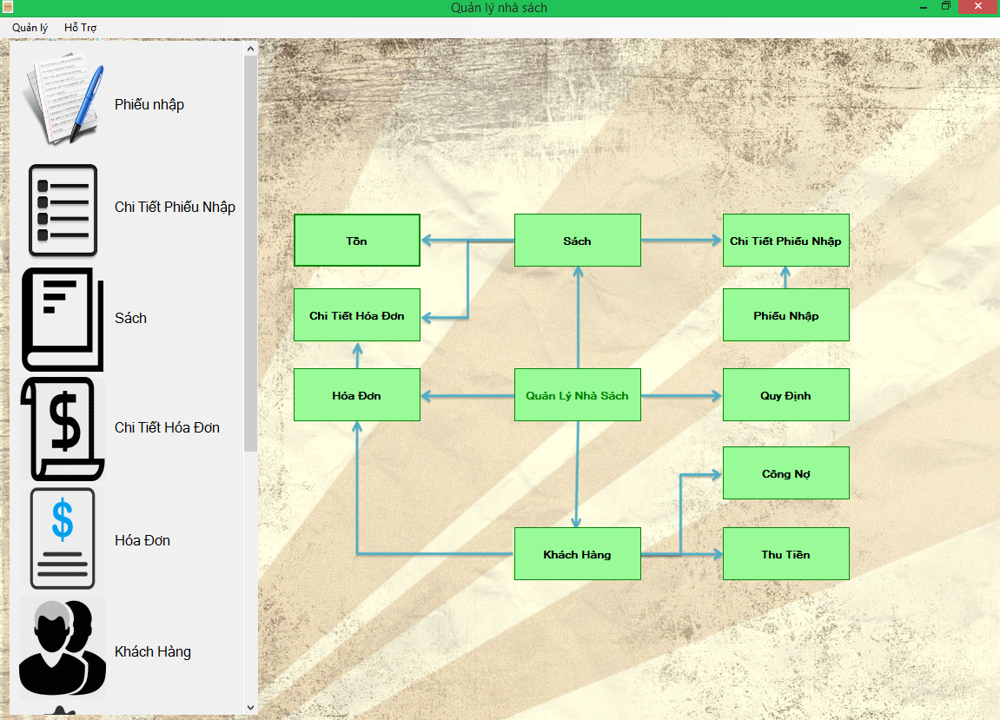 Quản lý nhà sách
Quản lý Hỗ Trợ
Phiếu nhập
Chi Tiết Phiếu Nhập
Sách
Chi Tiết Hóa Đơn
Hóa Đơn
Khách Hàng
Tồn Sách Chi Tiết Phiếu Nhập
Chi Tiết Hóa Đơn Phiếu Nhập
Hóa Đơn Quản Lý Nhà Sách Quy Định
Công Nợ
Khách Hàng Thu Tiền